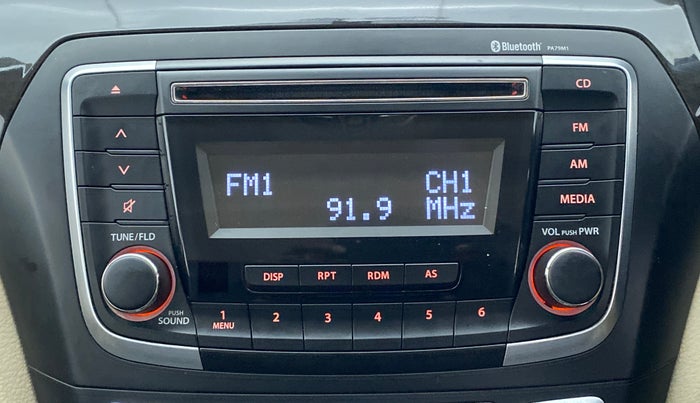 Bluetooth® PA79M1
CD
FM
FM1 CH1
AM
91.9 MHz
MEDIA
TUNE/FLD
VOL PUSH PWR
DISP RPT RDM AS
PUSH
SOUND
1 2 3 4 5 6
MENU